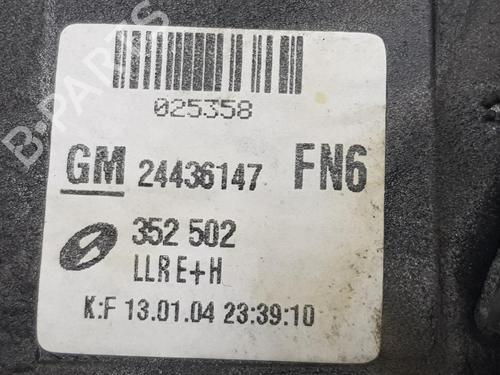 B-PARTS
025358
GM 24436147 FN6
352 502
LLR E+H
K:F 13.01.04 23:39:10